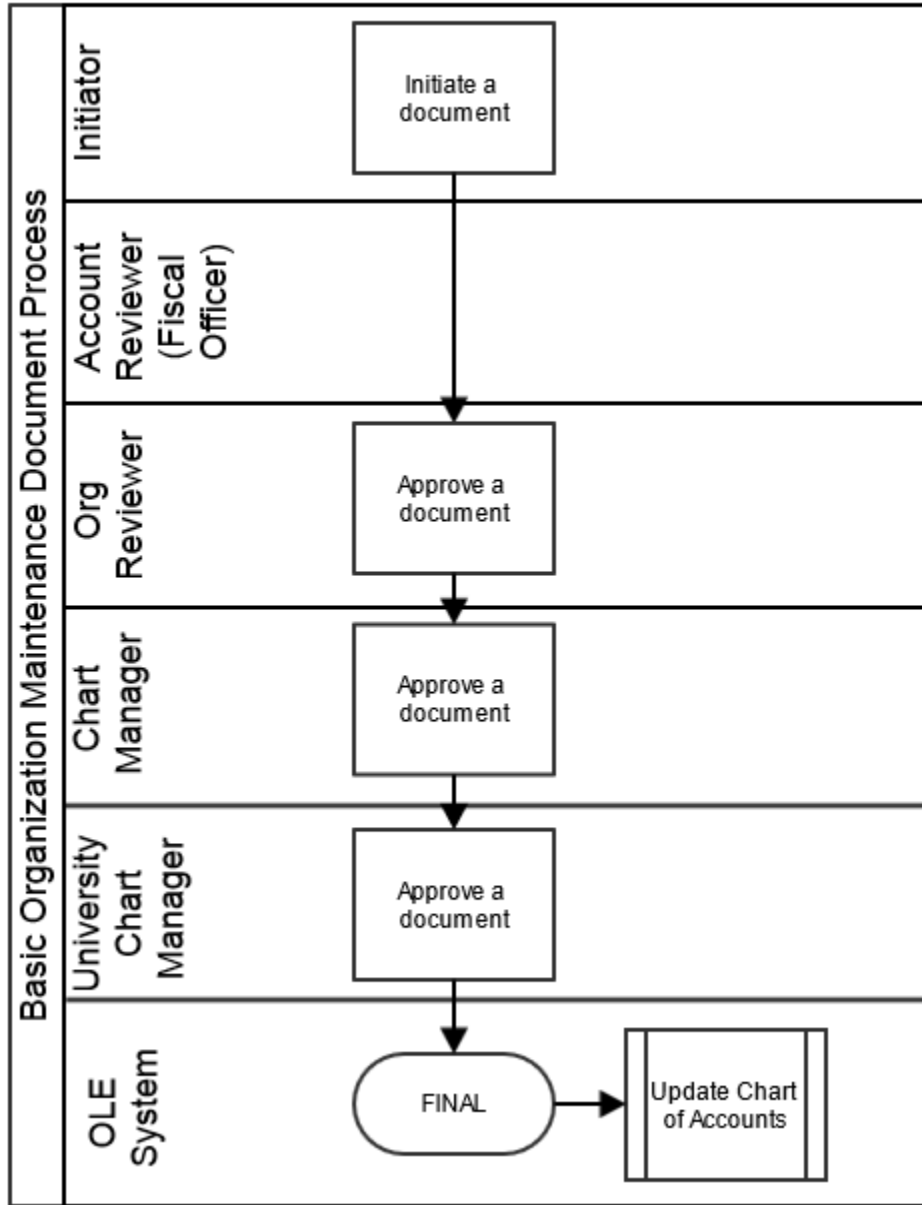 Basic Organization Maintenance Document Process
Initiator
Initiate a
document
Account
Reviewer
(Fiscal
Officer)
Org
Reviewer
Approve a
document
Chart
Manager
Approve a
document
University
Chart
Manager
Approve a
document
OLE
System
FINAL
Update Chart
of Accounts